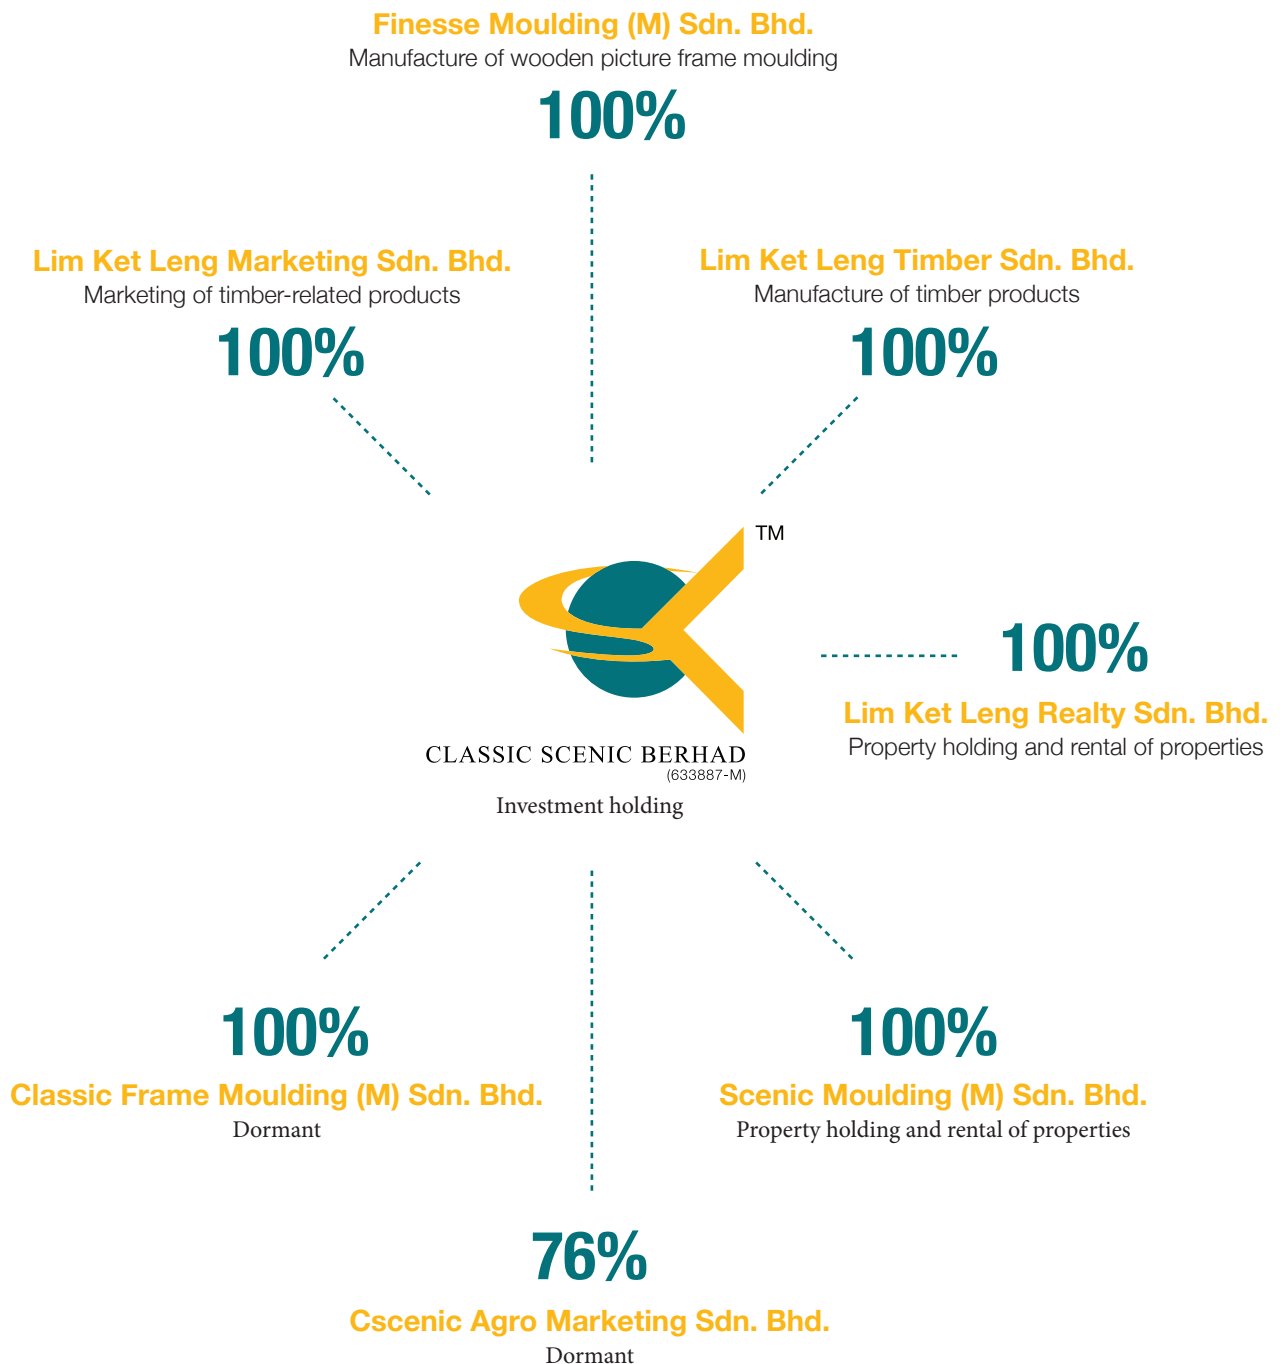 Finesse Moulding (M) Sdn. Bhd.
Manufacture of wooden picture frame moulding
100%
Lim Ket Leng Marketing Sdn. Bhd.
Marketing of timber-related products
100%
Lim Ket Leng Timber Sdn. Bhd.
Manufacture of timber products
100%
TM
CLASSIC SCENIC BERHAD
(633887-M)
Investment holding
100%
Lim Ket Leng Realty Sdn. Bhd.
Property holding and rental of properties
100%
Classic Frame Moulding (M) Sdn. Bhd.
Dormant
100%
Scenic Moulding (M) Sdn. Bhd.
Property holding and rental of properties
76%
Cscenic Agro Marketing Sdn. Bhd.
Dormant